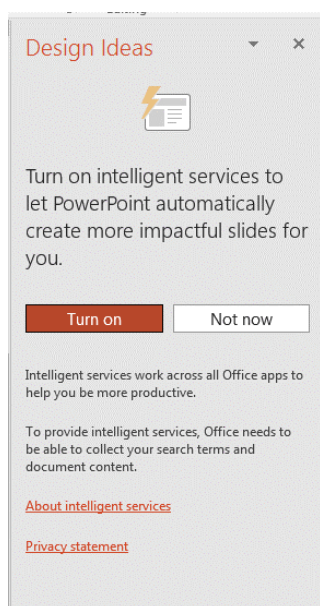 Design Ideas
Turn on intelligent services to
let PowerPoint automatically
create more impactful slides for
you.
Turn on
Not now
Intelligent services work across all Office apps to
help you be more productive.
To provide intelligent services, Office needs to
be able to collect your search terms and
document content.
About intelligent services
Privacy statement